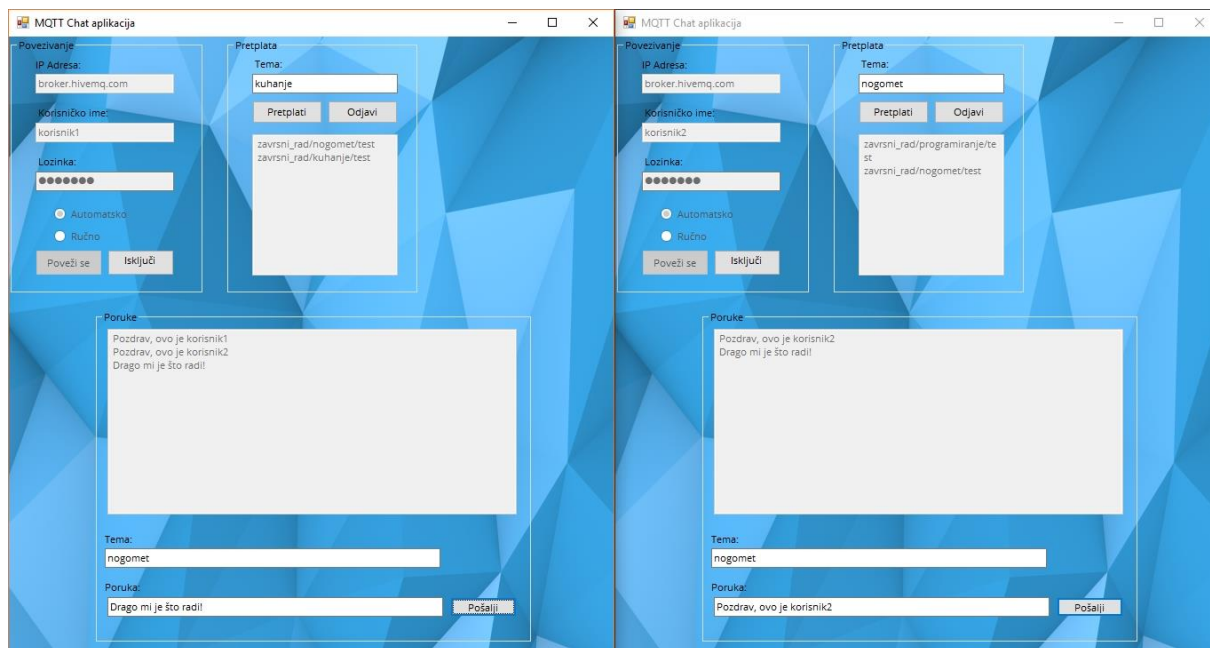 MQTT Chat aplikacija
Povezivanje
IP Adresa:
broker.hivemq.com
Korisničko ime:
korisnik1
Lozinka:
●●●●●●●
Automatsko
Ručno
Poveži se
Isključi
Pretplata
Tema:
kuhanje
Pretplati
Odjavi
zavrsni_rad/nogomet/test
zavrsni_rad/kuhanje/test
Poruke
Pozdrav, ovo je korisnik1
Pozdrav, ovo je korisnik2
Drago mi je što radi!
Tema:
nogomet
Poruka:
Drago mi je što radi!
Pošalji
MQTT Chat aplikacija
Povezivanje
IP Adresa:
broker.hivemq.com
Korisničko ime:
korisnik2
Lozinka:
●●●●●●●
Automatsko
Ručno
Poveži se
Isključi
Pretplata
Tema:
nogomet
Pretplati
Odjavi
zavrsni_rad/programiranje/te
st
zavrsni_rad/nogomet/test
Poruke
Pozdrav, ovo je korisnik2
Drago mi je što radi!
Tema:
nogomet
Poruka:
Pozdrav, ovo je korisnik2
Pošalji